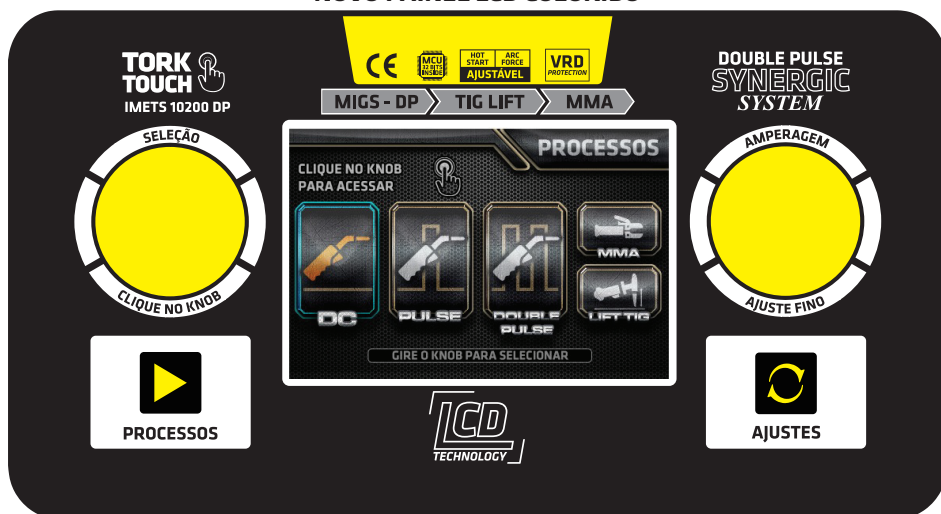 TORK
TOUCH
IMETS 10200 DP
CE
MCU
32 BITS
INSIDE
HOT
START
ARC
FORCE
AJUSTÁVEL
VRD
PROTECTION
DOUBLE PULSE
SYNERGIC
SYSTEM
MIGS - DP
TIG LIFT
MMA
SELEÇÃO
CLIQUE NO KNOB
PROCESSOS
CLIQUE NO KNOB
PARA ACESSAR
DC
PULSE
DOUBLE
PULSE
MMA
LIFT TIG
GIRE O KNOB PARA SELECIONAR
AMPERAGEM
AJUSTE FINO
PROCESSOS
LCD
TECHNOLOGY
AJUSTES